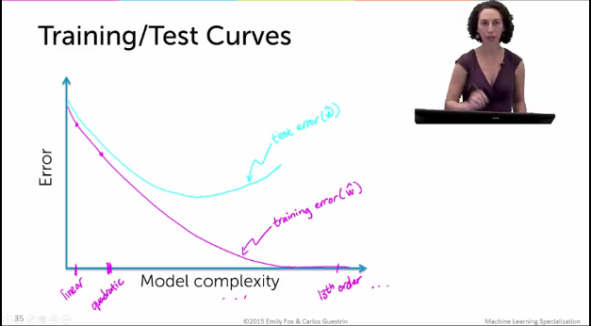 Training/Test Curves
test error(ŵ)
Error
training error(ŵ)
linear
quadratic
Model complexity
...
13th order
...
35
©2015 Emily Fox & Carlos Guestrin
Machine Learning Specialization